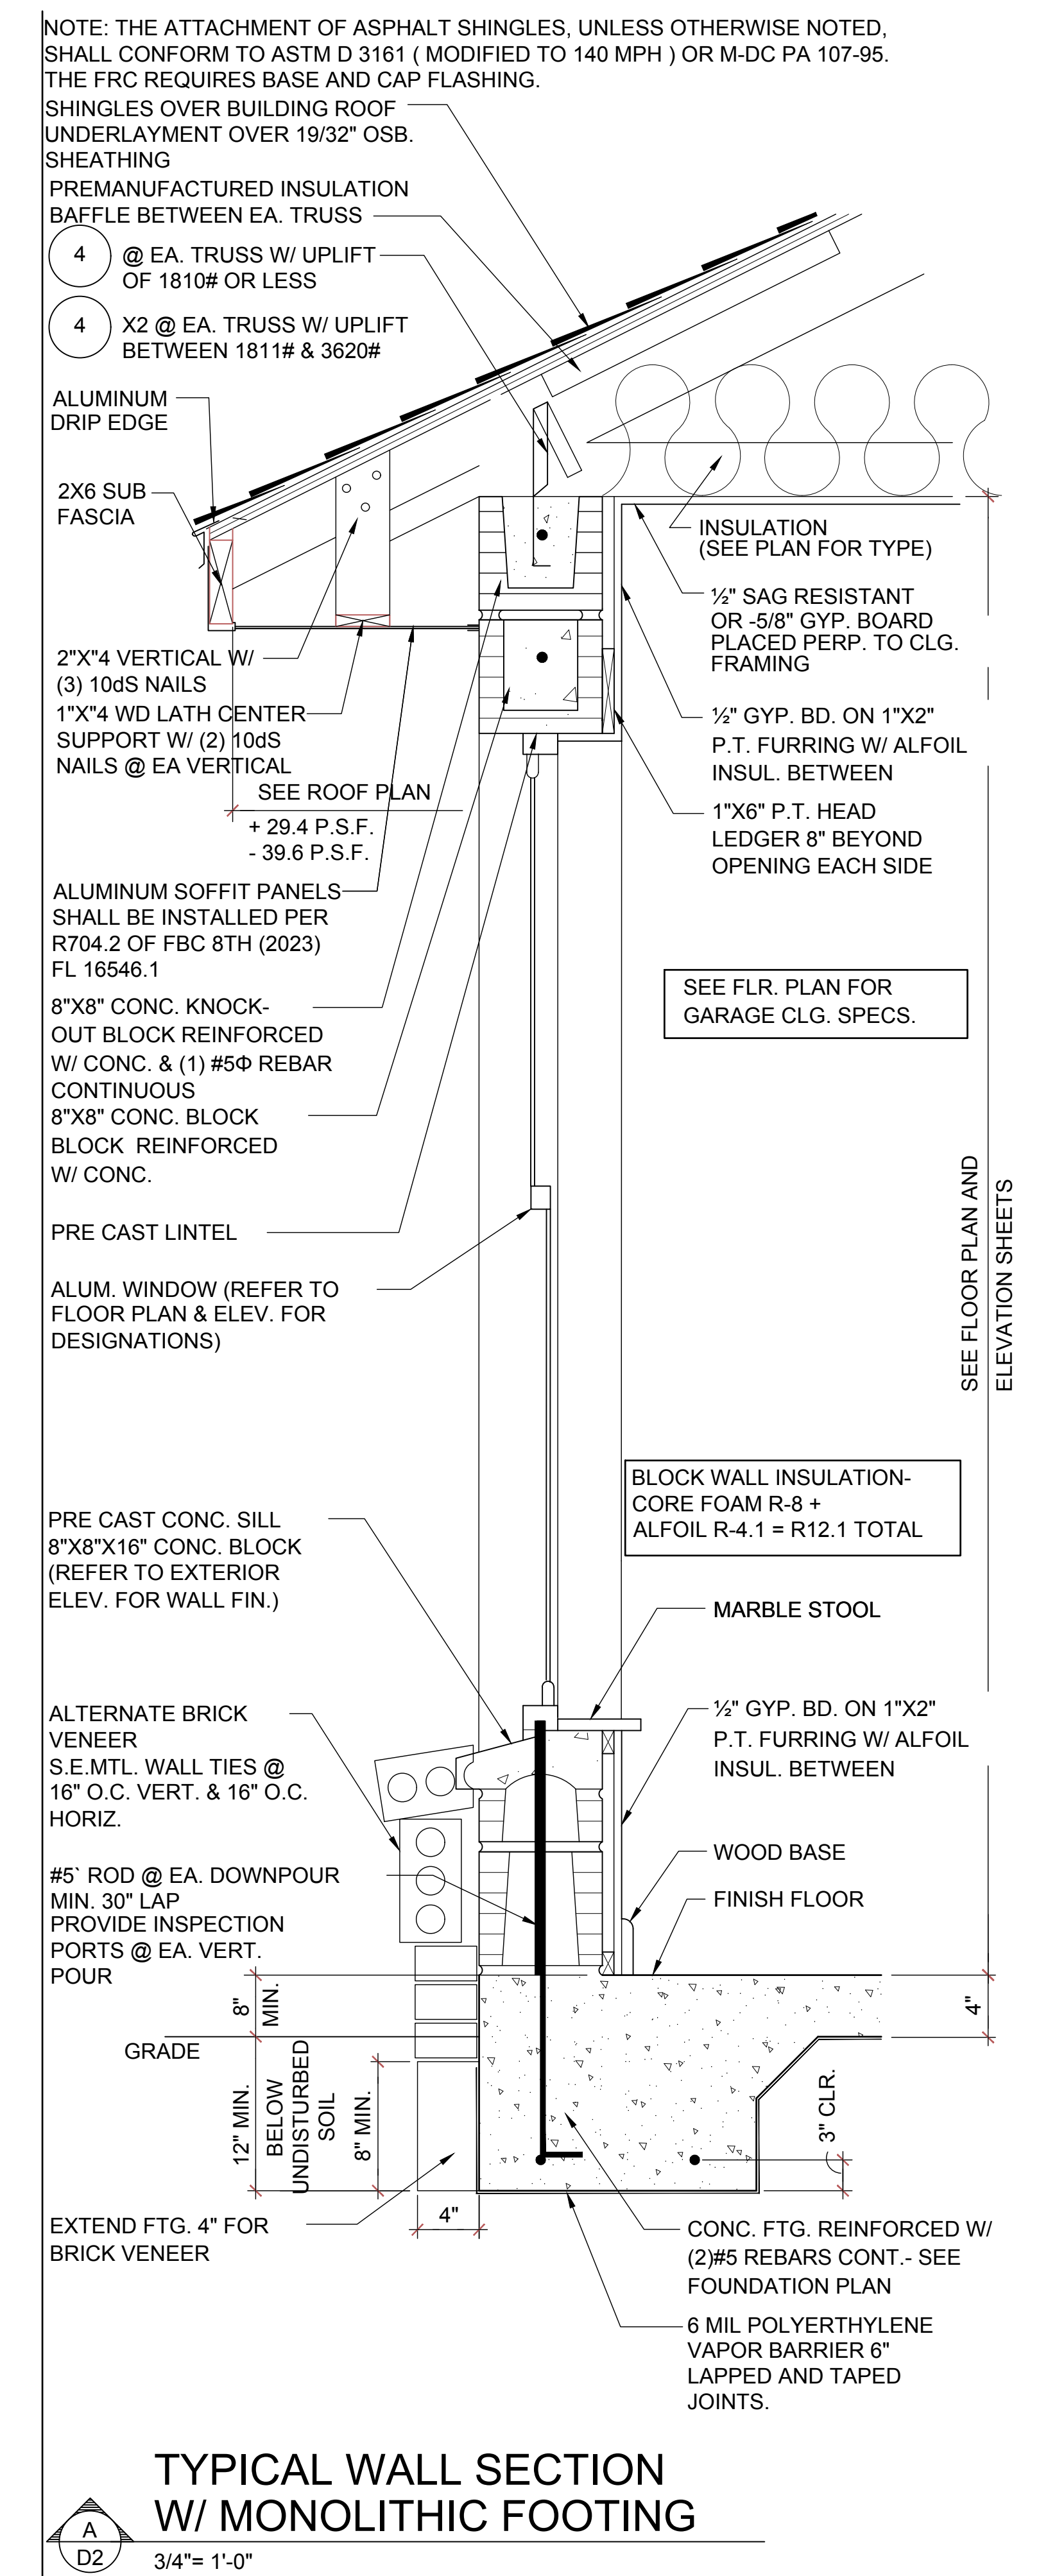 NOTE: THE ATTACHMENT OF ASPHALT SHINGLES, UNLESS OTHERWISE NOTED,
SHALL CONFORM TO ASTM D 3161 ( MODIFIED TO 140 MPH ) OR M-DC PA 107-95.
THE FRC REQUIRES BASE AND CAP FLASHING.
SHINGLES OVER BUILDING ROOF
UNDERLAYMENT OVER 19/32" OSB.
SHEATHING
PREMANUFACTURED INSULATION
BAFFLE BETWEEN EA. TRUSS
4
@ EA. TRUSS W/ UPLIFT
OF 1810# OR LESS
4
X2 @ EA. TRUSS W/ UPLIFT
BETWEEN 1811# & 3620#
ALUMINUM
DRIP EDGE
2X6 SUB
FASCIA
INSULATION
(SEE PLAN FOR TYPE)
½" SAG RESISTANT
OR -5/8" GYP. BOARD
PLACED PERP. TO CLG.
FRAMING
2"X"4 VERTICAL W/
(3) 10dS NAILS
1"X"4 WD LATH CENTER
SUPPORT W/ (2) 10dS
NAILS @ EA VERTICAL
½" GYP. BD. ON 1"X2"
P.T. FURRING W/ ALFOIL
INSUL. BETWEEN
SEE ROOF PLAN
+ 29.4 P.S.F.
- 39.6 P.S.F.
1"X6" P.T. HEAD
LEDGER 8" BEYOND
OPENING EACH SIDE
ALUMINUM SOFFIT PANELS
SHALL BE INSTALLED PER
R704.2 OF FBC 8TH (2023)
FL 16546.1
SEE FLR. PLAN FOR
GARAGE CLG. SPECS.
8"X8" CONC. KNOCK-
OUT BLOCK REINFORCED
W/ CONC. & (1) #5Φ REBAR
CONTINUOUS
8"X8" CONC. BLOCK
BLOCK REINFORCED
W/ CONC.
PRE CAST LINTEL
SEE FLOOR PLAN AND
ELEVATION SHEETS
ALUM. WINDOW (REFER TO
FLOOR PLAN & ELEV. FOR
DESIGNATIONS)
BLOCK WALL INSULATION-
CORE FOAM R-8 +
ALFOIL R-4.1 = R12.1 TOTAL
PRE CAST CONC. SILL
8"X8"X16" CONC. BLOCK
(REFER TO EXTERIOR
ELEV. FOR WALL FIN.)
MARBLE STOOL
ALTERNATE BRICK
VENEER
S.E.MTL. WALL TIES @
16" O.C. VERT. & 16" O.C.
HORIZ.
½" GYP. BD. ON 1"X2"
P.T. FURRING W/ ALFOIL
INSUL. BETWEEN
#5` ROD @ EA. DOWNPOUR
MIN. 30" LAP
PROVIDE INSPECTION
PORTS @ EA. VERT.
POUR
WOOD BASE
FINISH FLOOR
8"
MIN.
4"
GRADE
12" MIN.
BELOW
UNDISTURBED
SOIL
8" MIN.
3" CLR.
4"
EXTEND FTG. 4" FOR
BRICK VENEER
CONC. FTG. REINFORCED W/
(2)#5 REBARS CONT.- SEE
FOUNDATION PLAN
6 MIL POLYERTHYLENE
VAPOR BARRIER 6"
LAPPED AND TAPED
JOINTS.
TYPICAL WALL SECTION
W/ MONOLITHIC FOOTING
A
D2
3/4"= 1'-0"